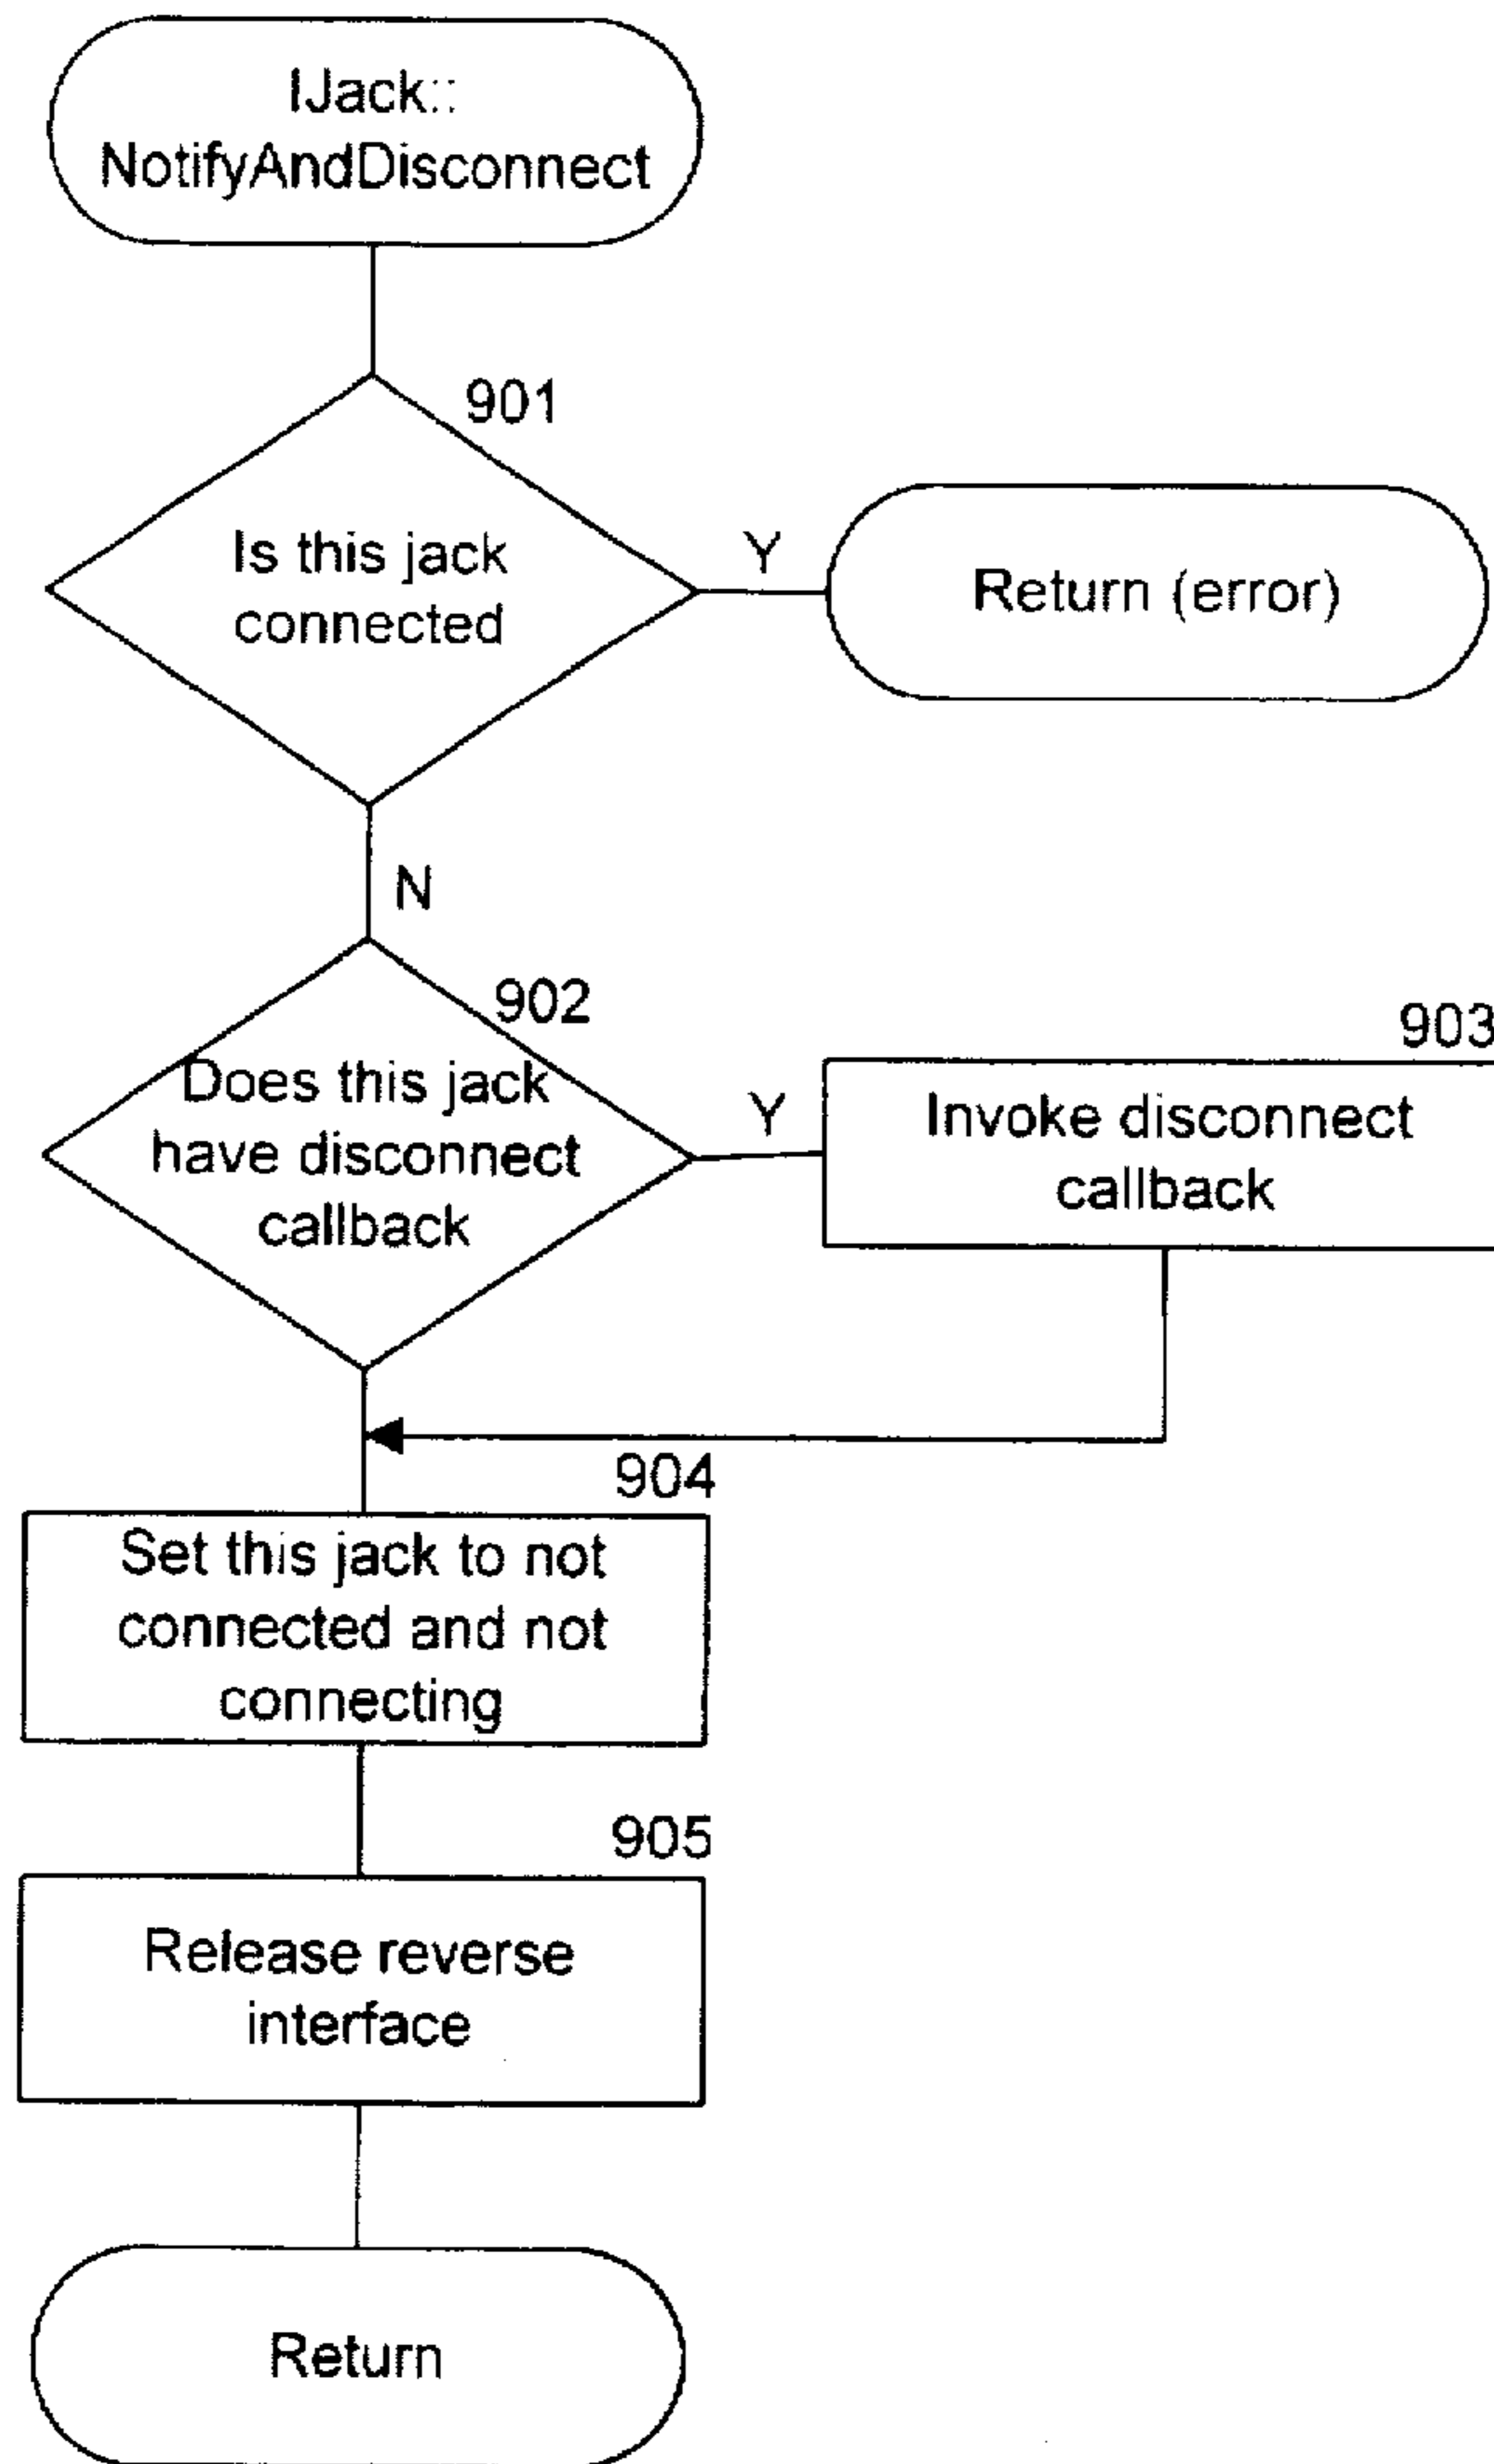 IJack::
NotifyAndDisconnect
901
Is this jack
connected
Y
Return (error)
N
902
Does this jack
have disconnect
callback
Y
903
Invoke disconnect
callback
904
Set this jack to not
connected and not
connecting
905
Release reverse
interface
Return